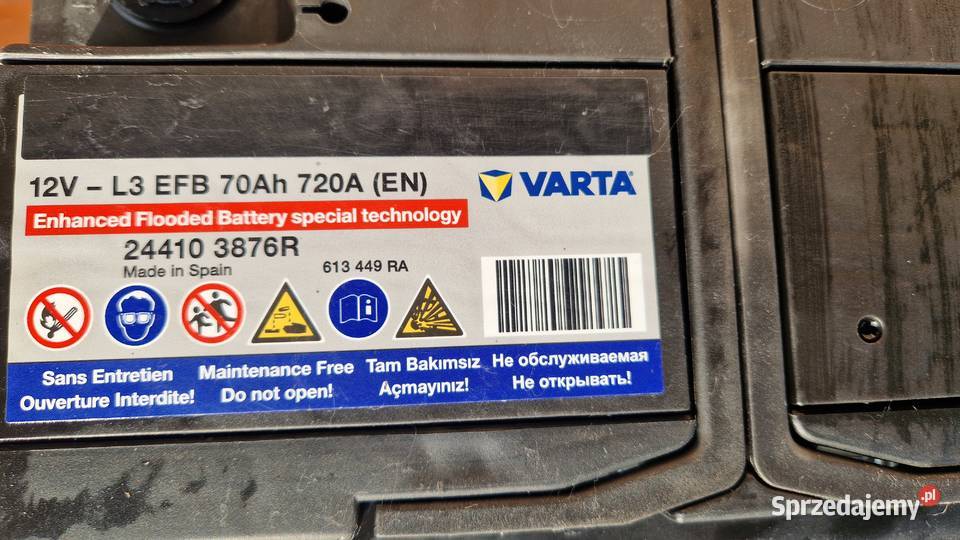 12V – L3 EFB 70Ah 720A (EN)
VARTA
Enhanced Flooded Battery special technology
24410 3876R
Made in Spain
613 449 RA
Sans Entretien
Ouverture Interdite!
Maintenance Free
Do not open!
Tam Bakımsız
Açmayınız!
Не обслуживаемая
Не открывать!
Sprzedajemy.pl